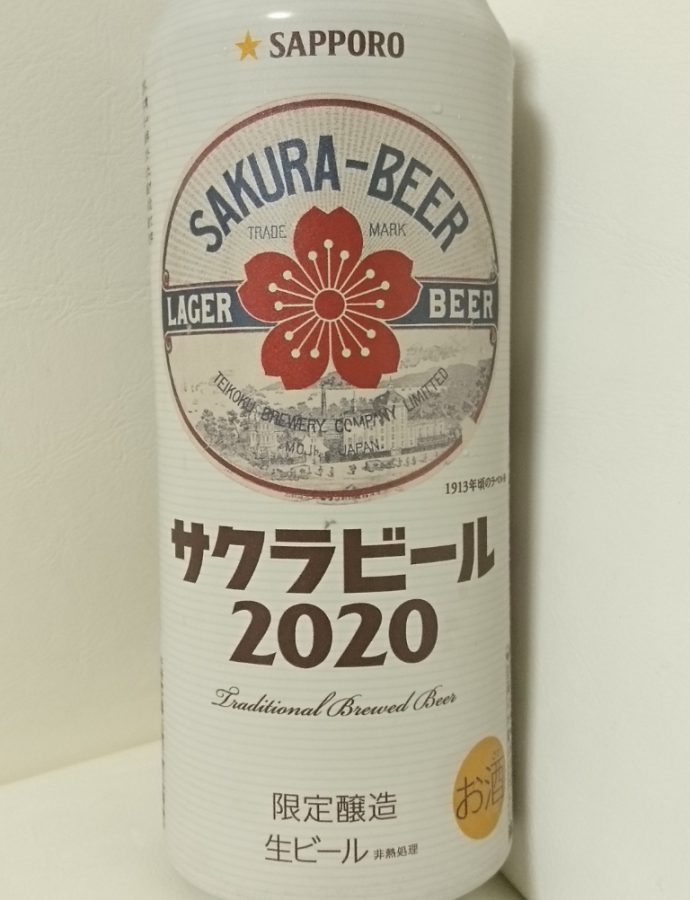 SAPPORO
SAKURA-BEER
TRADE MARK
LAGER BEER
TEIKOKU BREWERY COMPANY LIMITED
MOJI, JAPAN.
1913年頃のラベル
サクラビール
2020
Traditional Brewed Beer
お酒
限定醸造
生ビール 非熱処理